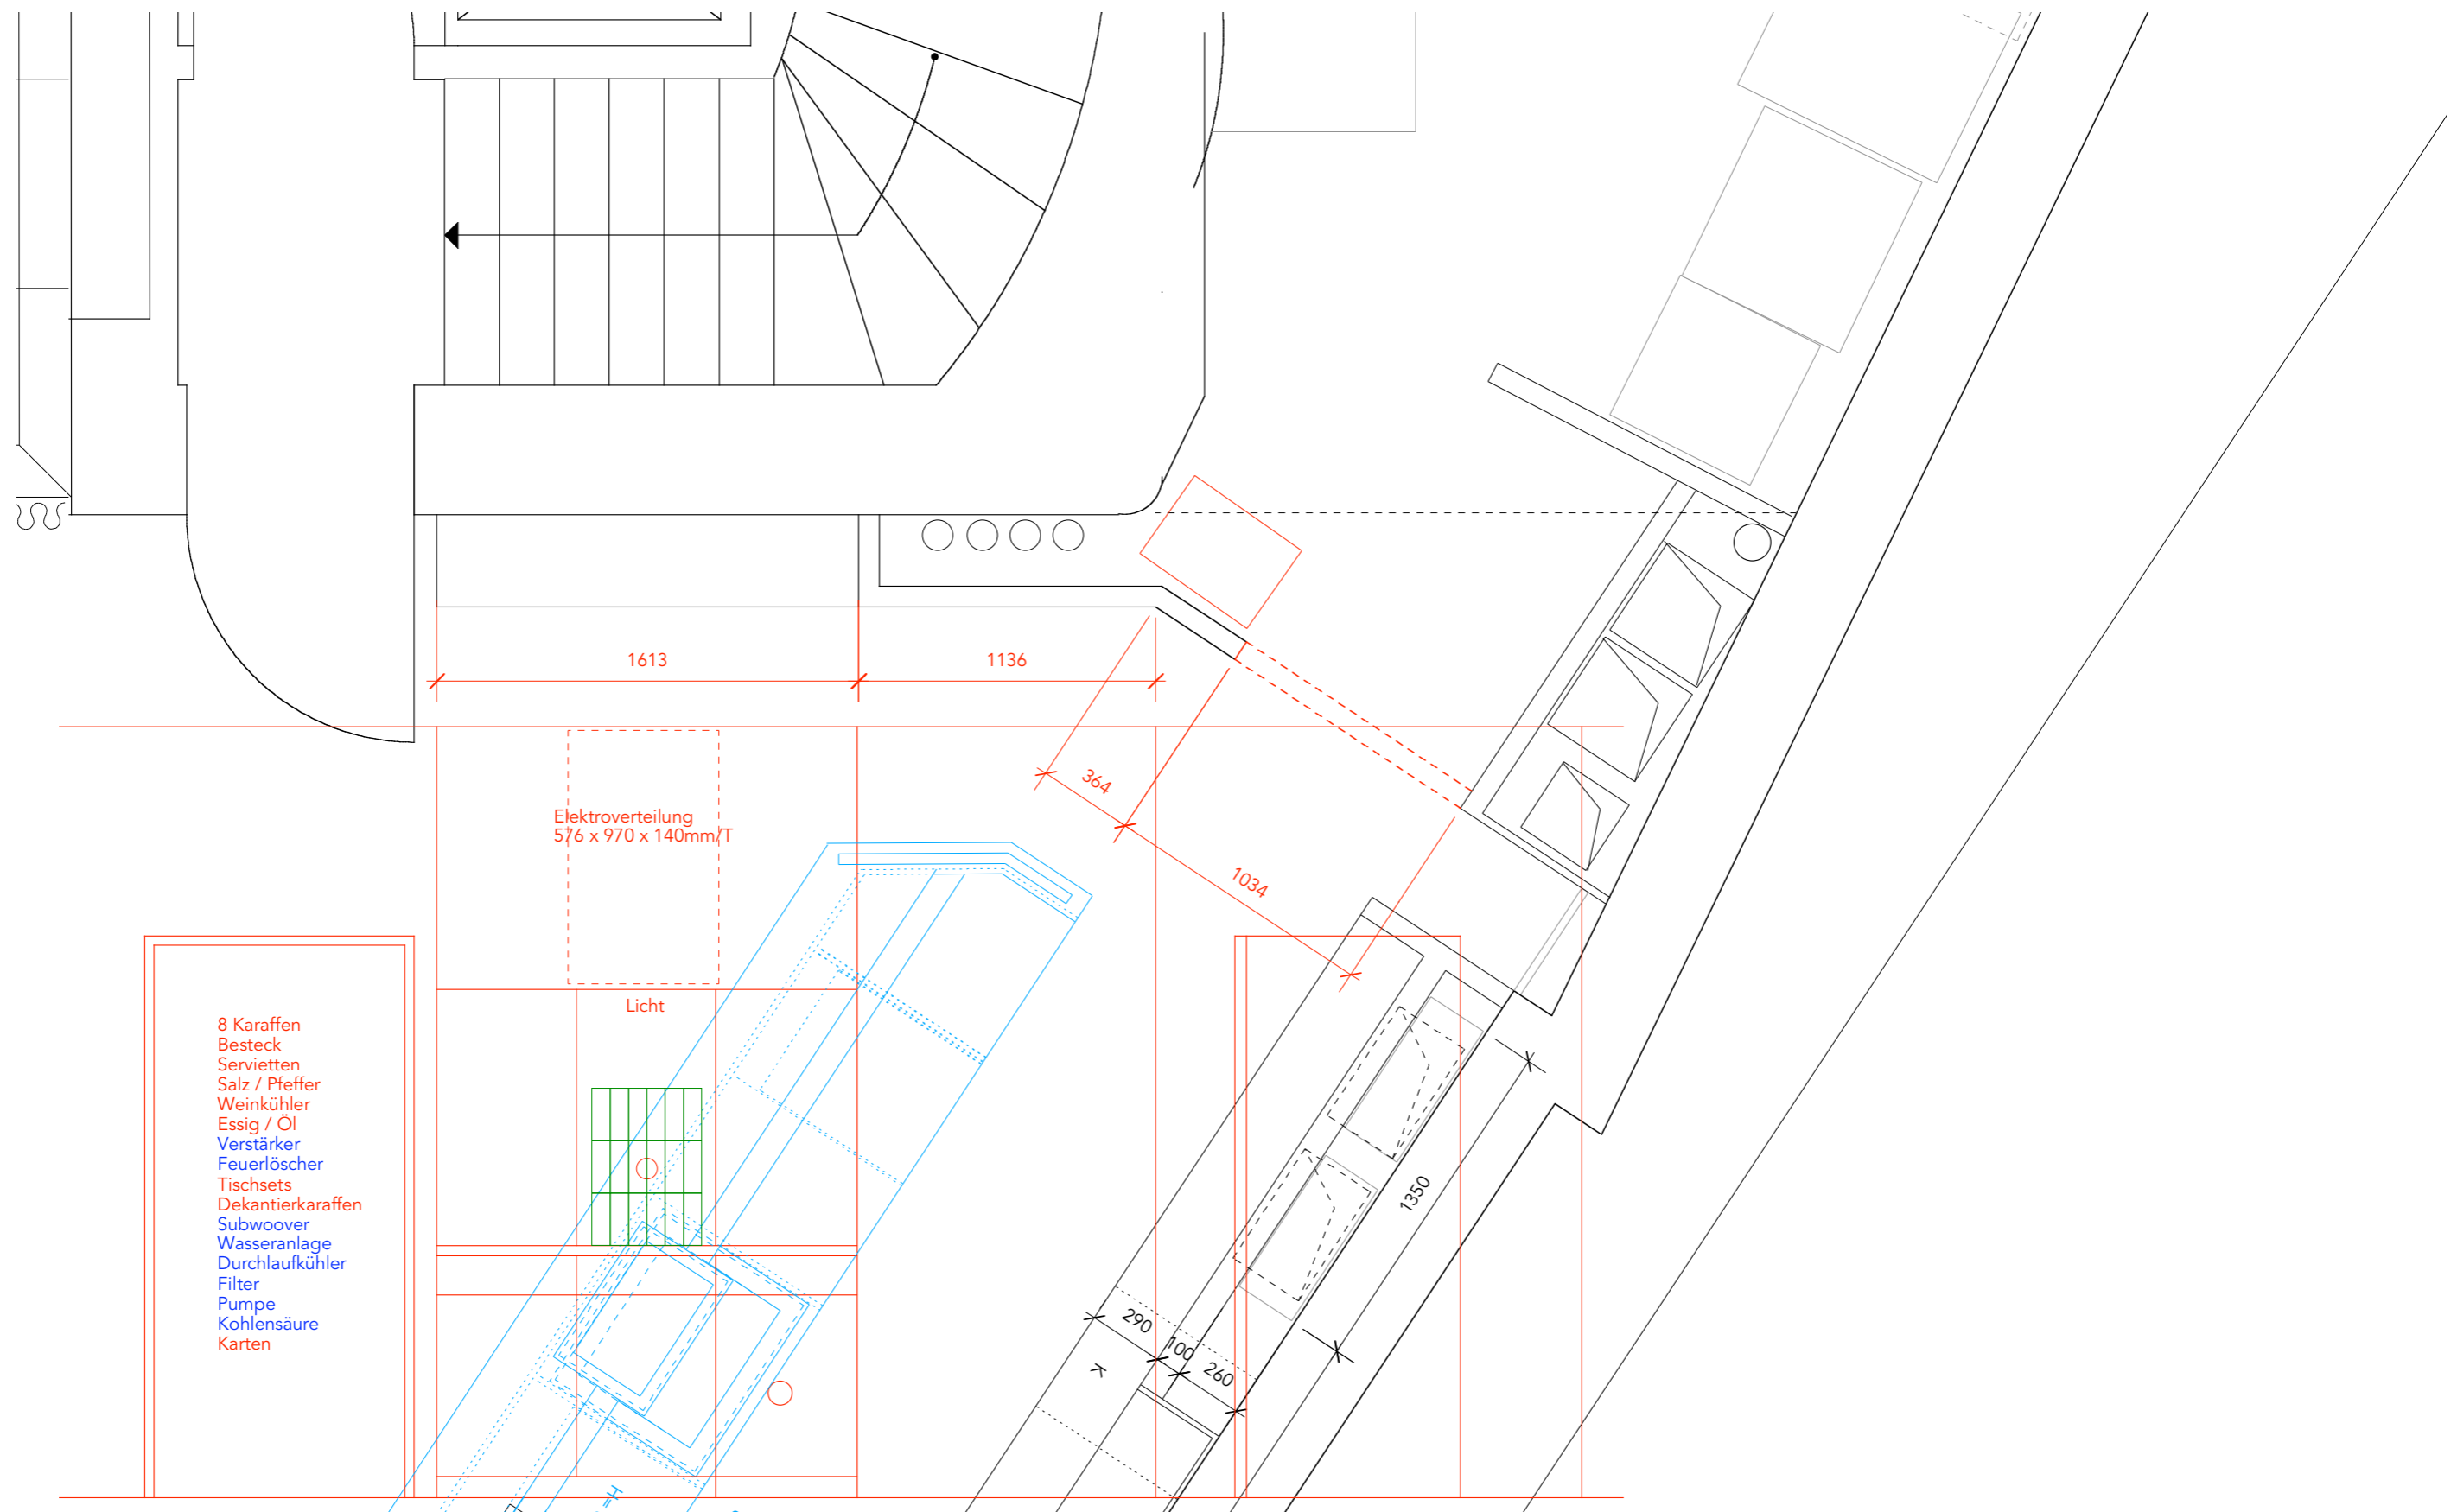 1613
1136
364
Elektroverteilung
576 x 970 x 140mm/T
1034
Licht
8 Karaffen
Besteck
Servietten
Salz / Pfeffer
Weinkühler
Essig / Öl
Verstärker
Feuerlöscher
Tischsets
Dekantierkaraffen
Subwoover
Wasseranlage
Durchlaufkühler
Filter
Pumpe
Kohlensäure
Karten
1350
290
100
260
K